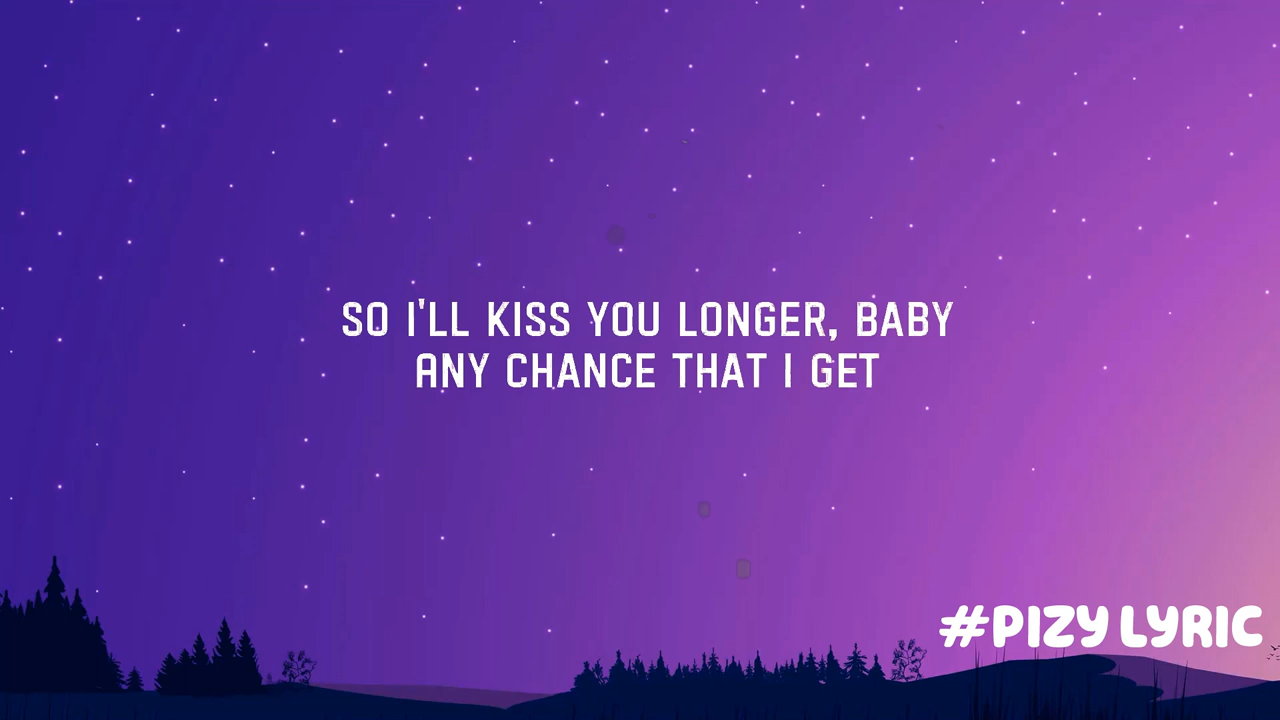 SO I'LL KISS YOU LONGER, BABY
ANY CHANCE THAT I GET
#PIZY LYRIC